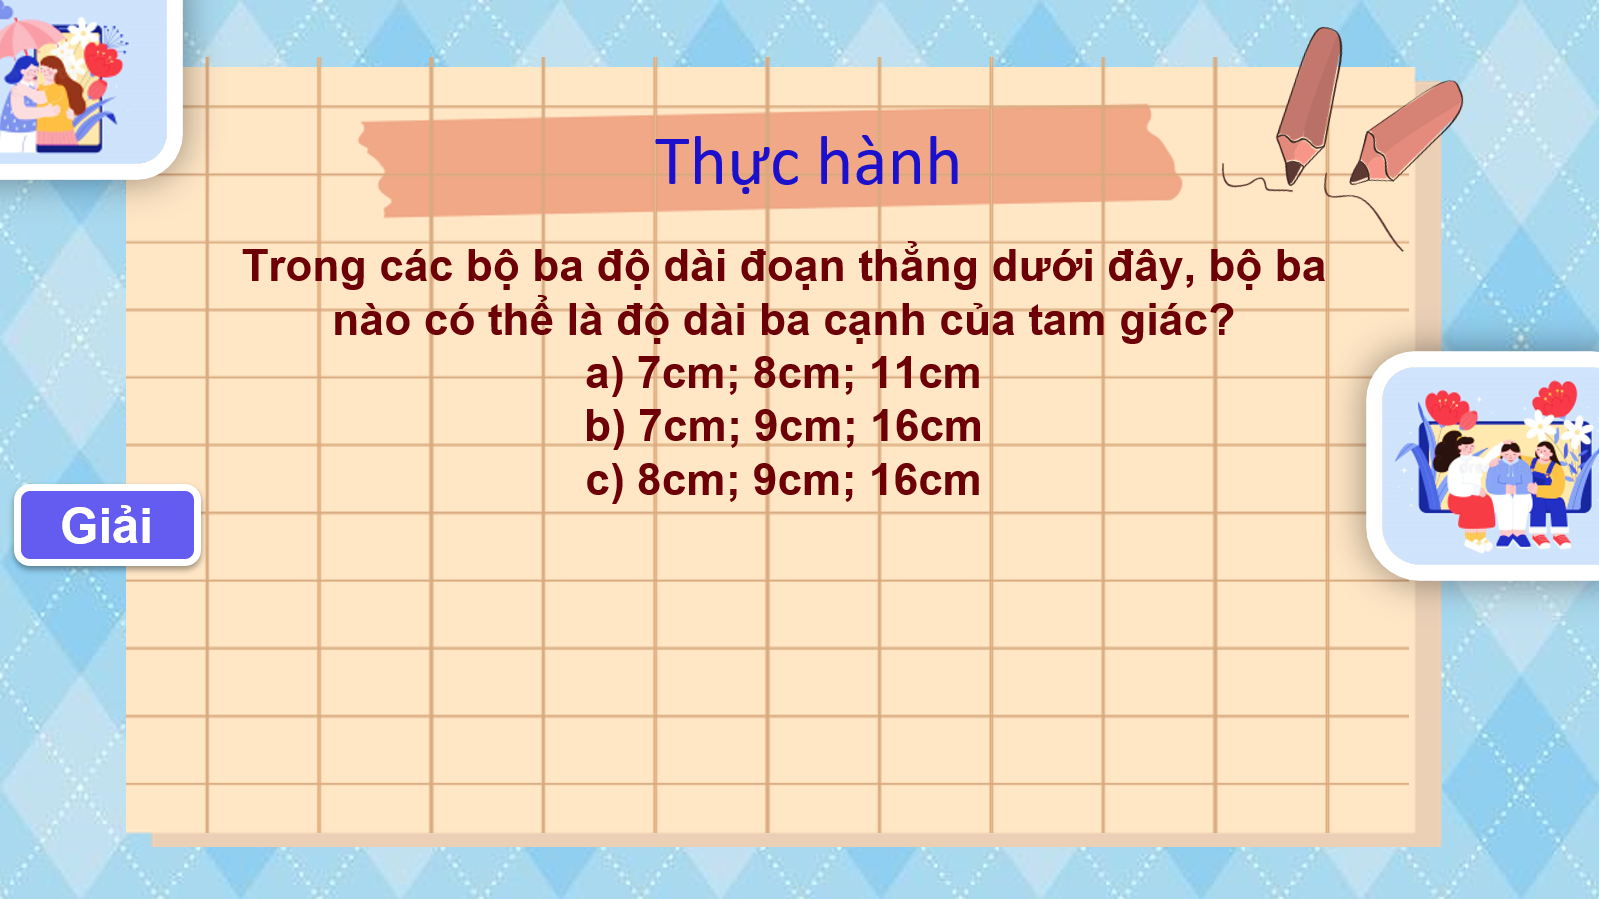 Thực hành
Trong các bộ ba độ dài đoạn thẳng dưới đây, bộ ba
nào có thể là độ dài ba cạnh của tam giác?
a) 7cm; 8cm; 11cm
b) 7cm; 9cm; 16cm
c) 8cm; 9cm; 16cm
Giải